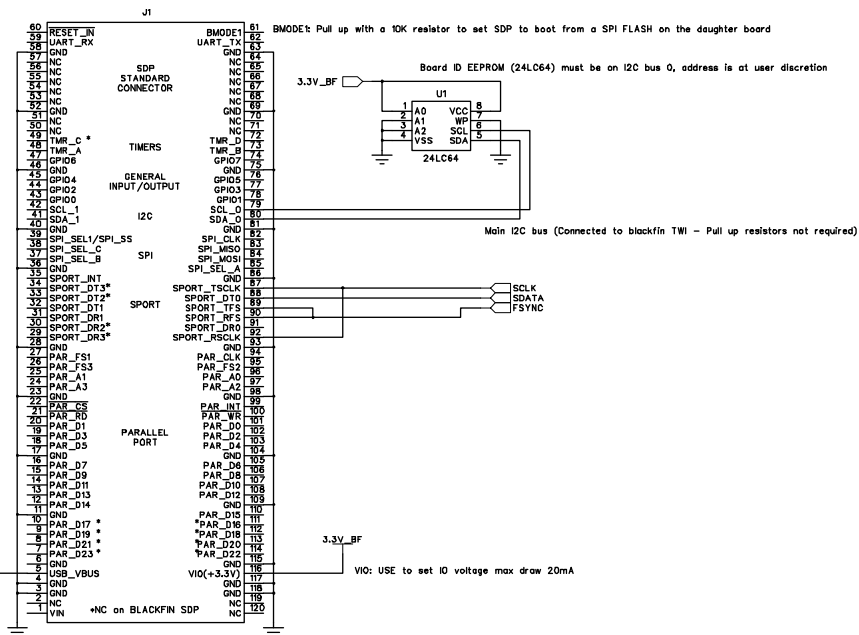 J1
60 RESET_IN BMODE1 61 BMODE1: Pull up with a 10K resistor to set SDP to boot from a SPI FLASH on the daughter board
59 UART_RX UART_TX 62
58 GND GND 63
57 NC NC 64
56 NC NC 65
55 NC NC 66
54 NC NC 67
53 NC NC 68
52 GND GND 69
51 NC NC 70
50 NC NC 71
49 TMR_C * TMR_D 72
48 TMR_A TMR_B 73
47 GPIO6 GPIO7 74
46 GND GND 75
45 GPIO4 GPIO5 76
44 GPIO2 GPIO3 77
43 GPIO0 GPIO1 78
42 SCL_1 SCL_0 79
41 SDA_1 SDA_0 80
40 GND GND 81
39 SPI_SEL1/SPI_SS SPI_CLK 82
38 SPI_SEL_C SPI_MISO 83
37 SPI_SEL_B SPI_MOSI 84
36 GND SPI_SEL_A 85
35 SPORT_INT GND 86
34 SPORT_DT3* SPORT_TSCLK 87
33 SPORT_DT2* SPORT_DT0 88
32 SPORT_DT1 SPORT_TFS 89
31 SPORT_DR1 SPORT_RFS 90
30 SPORT_DR2* SPORT_DR0 91
29 SPORT_DR3* SPORT_RSCLK 92
28 GND GND 93
27 PAR_FS1 PAR_CLK 94
26 PAR_FS3 PAR_FS2 95
25 PAR_A1 PAR_A0 96
24 PAR_A3 PAR_A2 97
23 GND GND 98
22 PAR_CS PAR_INT 99
21 PAR_RD PAR_WR 100
20 PAR_D1 PAR_D0 101
19 PAR_D3 PAR_D2 102
18 PAR_D5 PAR_D4 103
17 GND GND 104
16 PAR_D7 PAR_D6 105
15 PAR_D9 PAR_D8 106
14 PAR_D11 PAR_D10 107
13 PAR_D13 PAR_D12 108
12 PAR_D14 GND 109
11 GND PAR_D15 110
10 PAR_D17 * *PAR_D16 111
9 PAR_D19 * *PAR_D18 112
8 PAR_D21 * *PAR_D20 113
7 PAR_D23 * *PAR_D22 114
6 GND GND 115
5 USB_VBUS VIO(+3.3V) 116
4 GND GND 117
3 GND GND 118
2 NC NC 119
1 VIN NC 120
SDP
STANDARD
CONNECTOR
TIMERS
GENERAL
INPUT/OUTPUT
I2C
SPI
SPORT
PARALLEL
PORT
*NC on BLACKFIN SDP
Board ID EEPROM (24LC64) must be on I2C bus 0, address is at user discretion
3.3V_BF
U1
1 A0 VCC 8
2 A1 WP 7
3 A2 SCL 6
4 VSS SDA 5
24LC64
Main I2C bus (Connected to blackfin TWI – Pull up resistors not required)
SCLK
SDATA
FSYNC
3.3V_BF
VIO: USE to set IO voltage max draw 20mA